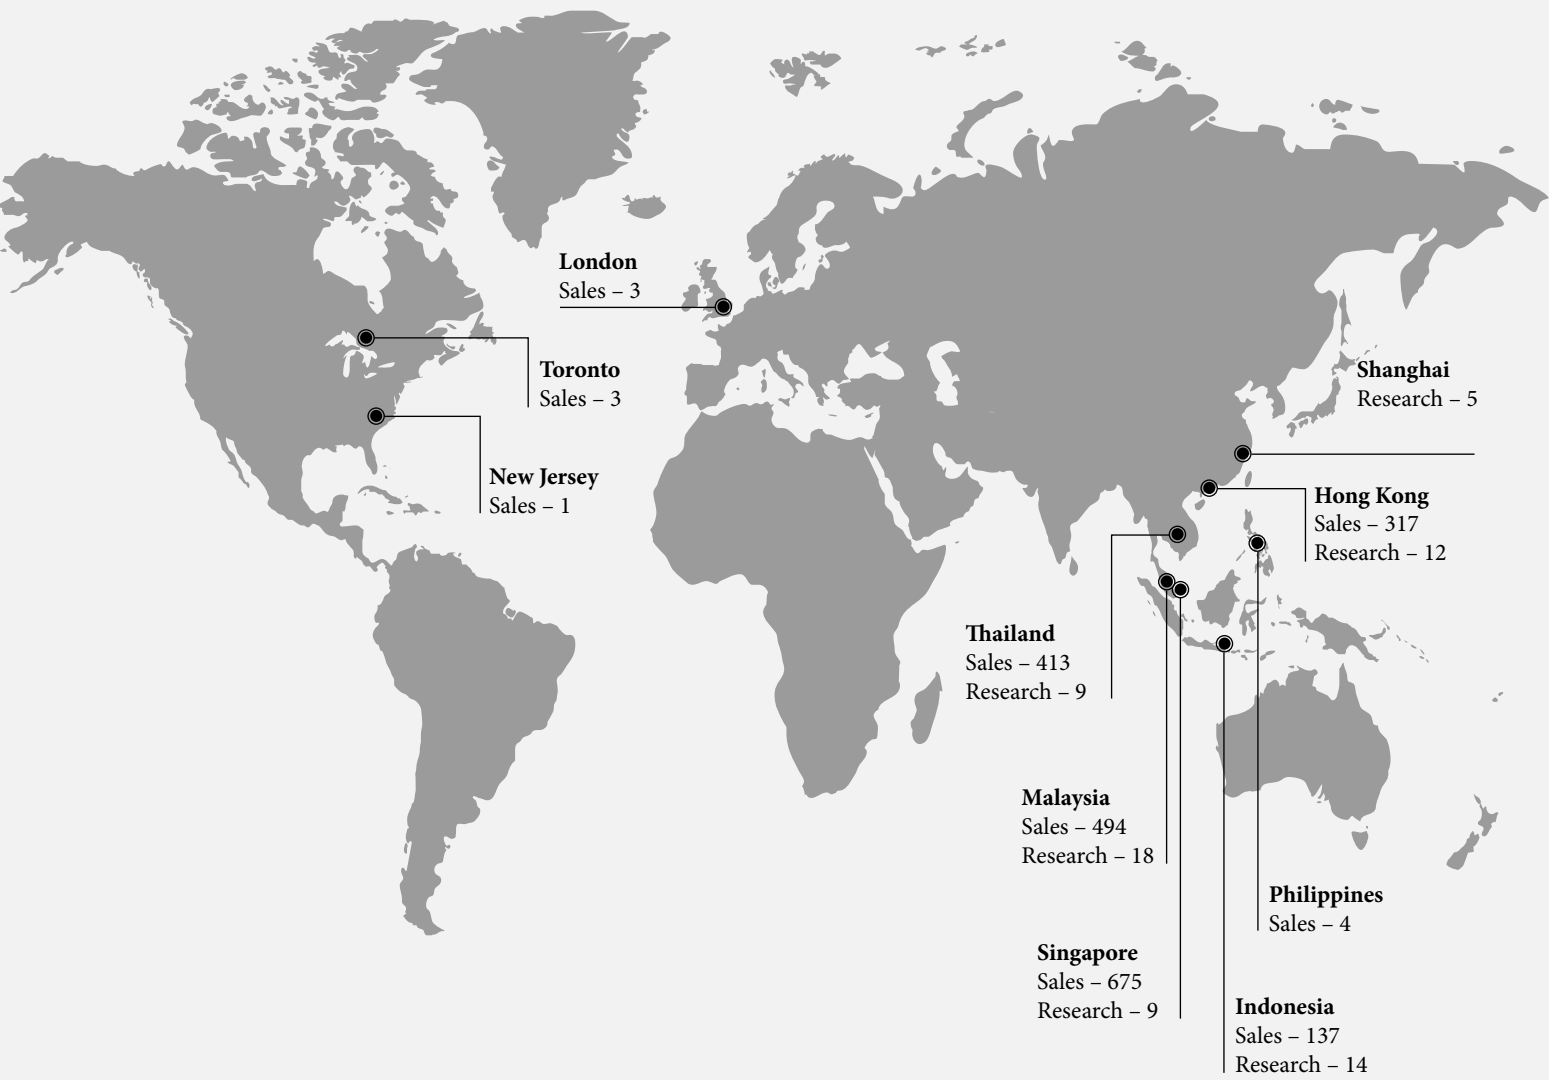 London
Sales – 3
Toronto
Sales – 3
New Jersey
Sales – 1
Shanghai
Research – 5
Hong Kong
Sales – 317
Research – 12
Thailand
Sales – 413
Research – 9
Malaysia
Sales – 494
Research – 18
Philippines
Sales – 4
Singapore
Sales – 675
Research – 9
Indonesia
Sales – 137
Research – 14